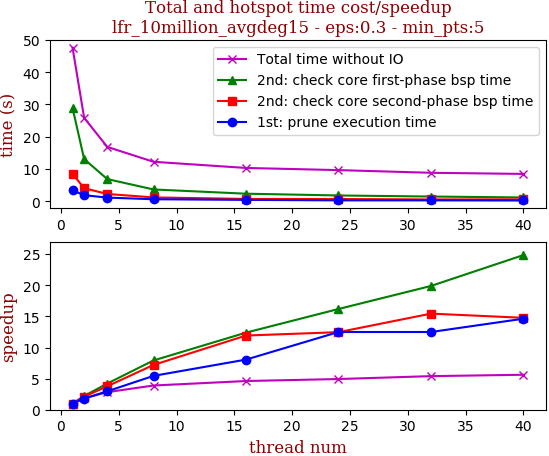 Total and hotspot time cost/speedup
lfr_10million_avgdeg15 - eps:0.3 - min_pts:5
time (s)
50
40
30
20
10
0
Total time without IO
2nd: check core first-phase bsp time
2nd: check core second-phase bsp time
1st: prune execution time
0 5 10 15 20 25 30 35 40
speedup
25
20
15
10
5
0
0 5 10 15 20 25 30 35 40
thread num